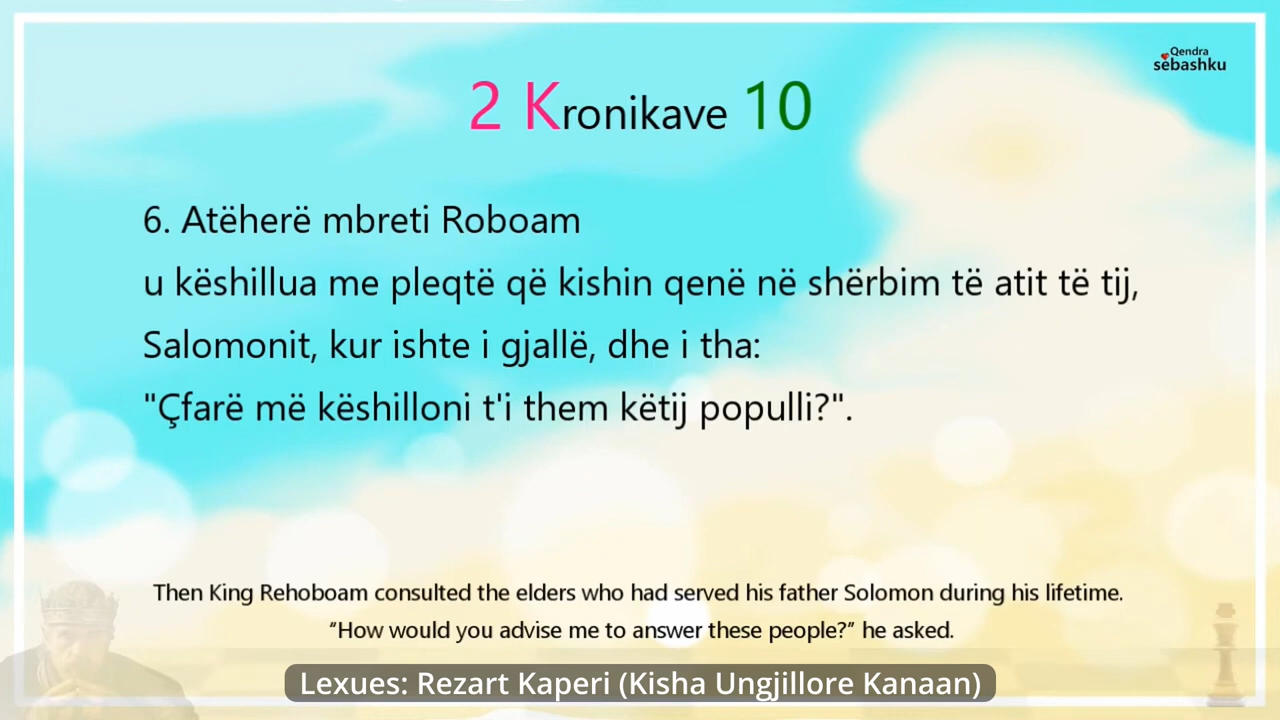 Qendra
sëbashku
2 Kronikave 10
6. Atëherë mbreti Roboam
u këshillua me pleqtë që kishin qenë në shërbim të atit të tij,
Salomonit, kur ishte i gjallë, dhe i tha:
"Çfarë më këshilloni t'i them këtij populli?".
Then King Rehoboam consulted the elders who had served his father Solomon during his lifetime.
“How would you advise me to answer these people?” he asked.
Lexues: Rezart Kaperi (Kisha Ungjillore Kanaan)